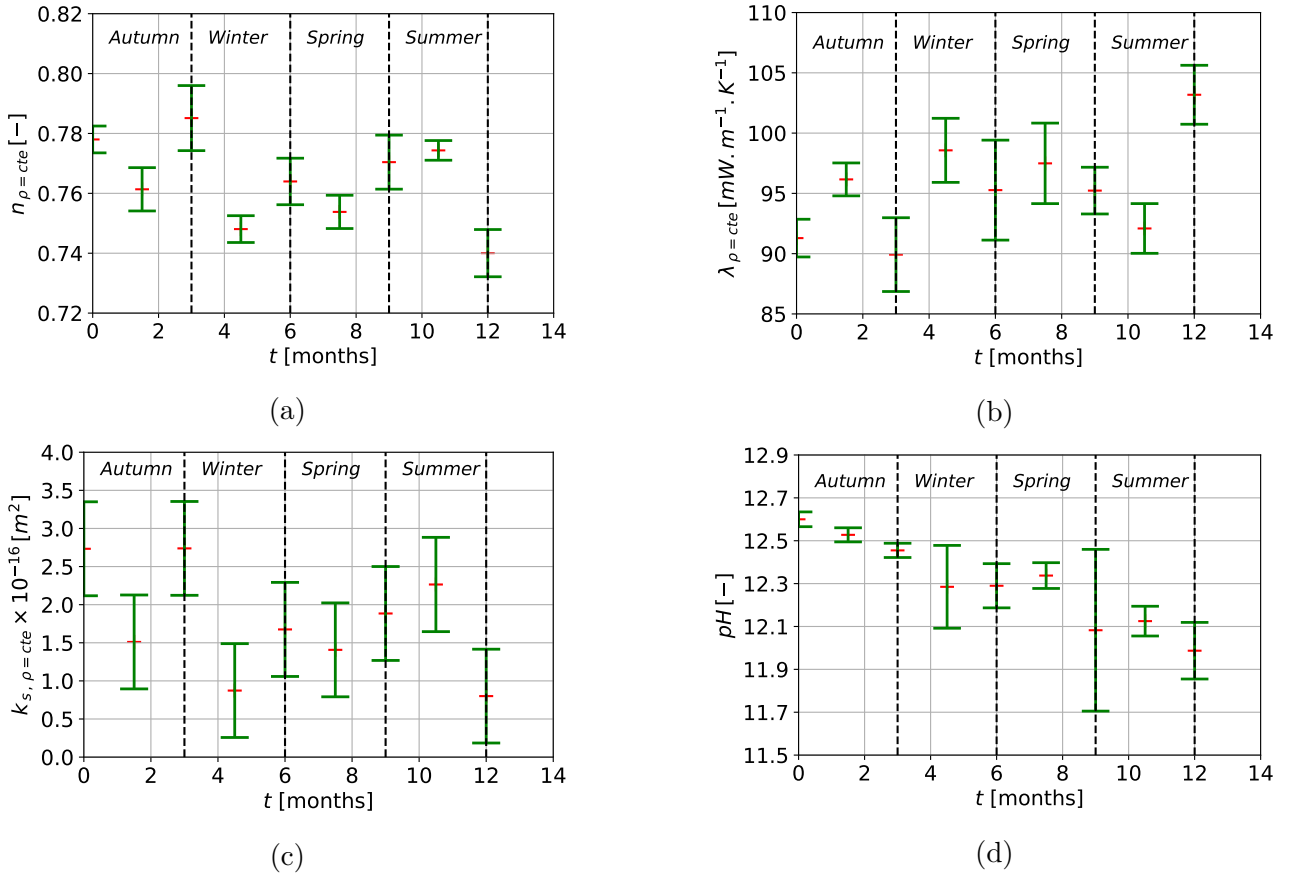 0.82
0.80
0.78
0.76
0.74
0.72
n ρ=cte [−]
Autumn Winter Spring Summer
0 2 4 6 8 10 12 14
t [months]
(a)
110
105
100
95
90
85
λ ρ=cte [mW.m⁻¹.K⁻¹]
Autumn Winter Spring Summer
0 2 4 6 8 10 12 14
t [months]
(b)
4.0
3.5
3.0
2.5
2.0
1.5
1.0
0.5
0.0
k s, ρ=cte × 10⁻¹⁶ [m²]
Autumn Winter Spring Summer
0 2 4 6 8 10 12 14
t [months]
(c)
12.9
12.7
12.5
12.3
12.1
11.9
11.7
11.5
pH [−]
Autumn Winter Spring Summer
0 2 4 6 8 10 12 14
t [months]
(d)